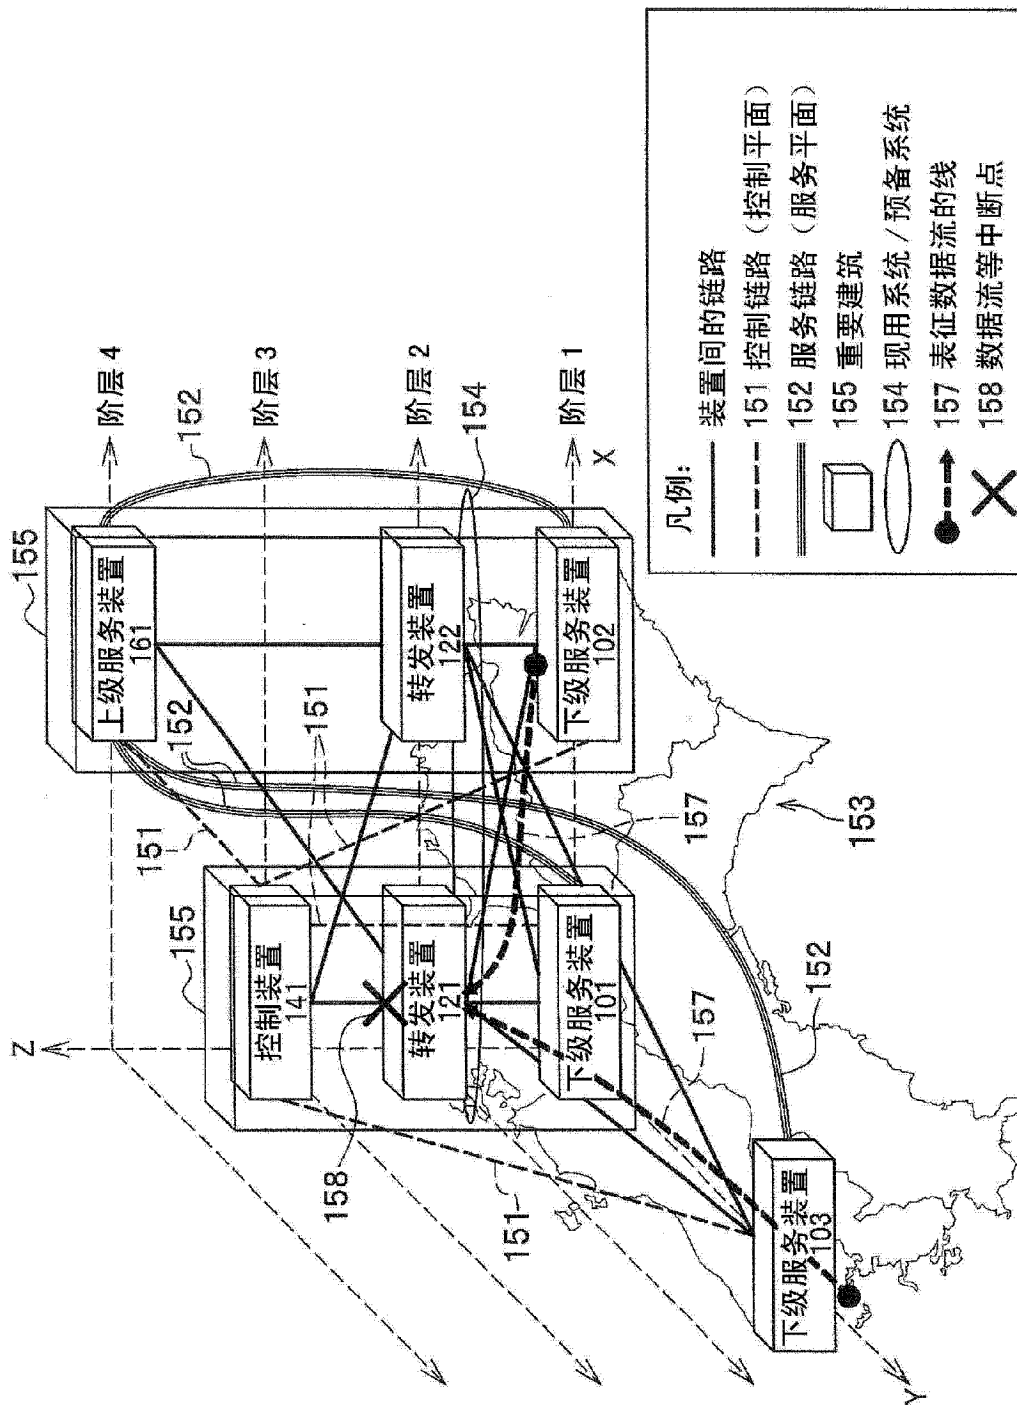 Z
155
上级服务装置
161
阶层4
152
155
152
151
151
控制装置
141
阶层3
158
转发装置
121
转发装置
122
阶层2
154
151
157
下级服务装置
101
下级服务装置
102
阶层1
X
157
153
152
下级服务装置
103
Y
凡例:
装置间的链路
151 控制链路（控制平面）
152 服务链路（服务平面）
155 重要建筑
154 现用系统/预备系统
157 表征数据流的线
158 数据流等中断点